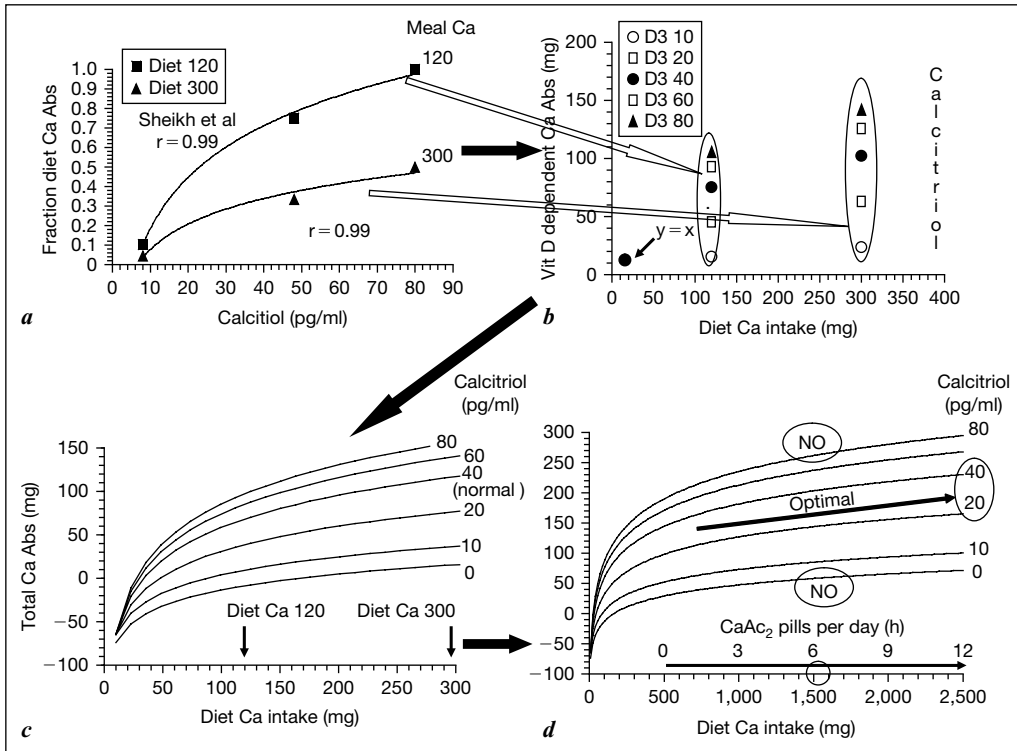 Meal Ca
120
Diet 120
Diet 300
Sheikh et al
r = 0.99
300
r = 0.99
Fraction diet Ca Abs
1.0
0.9
0.8
0.7
0.6
0.5
0.4
0.3
0.2
0.1
0
0 10 20 30 40 50 60 70 80 90
Calcitiol (pg/ml)
a
D3 10
D3 20
D3 40
D3 60
D3 80
Calcitriol
Vit D dependent Ca Abs (mg)
200
150
100
50
0
y = x
0 50 100 150 200 250 300 350 400
Diet Ca intake (mg)
b
Calcitriol
(pg/ml)
80
60
40
(normal )
20
10
0
Total Ca Abs (mg)
150
100
50
0
−50
−100
Diet Ca 120
Diet Ca 300
0 50 100 150 200 250 300
Diet Ca intake (mg)
c
Calcitriol
(pg/ml)
80
40
20
10
0
NO
Optimal
NO
300
250
200
150
100
50
0
−50
−100
CaAc₂ pills per day (h)
0 3 6 9 12
0 500 1,000 1,500 2,000 2,500
Diet Ca intake (mg)
d